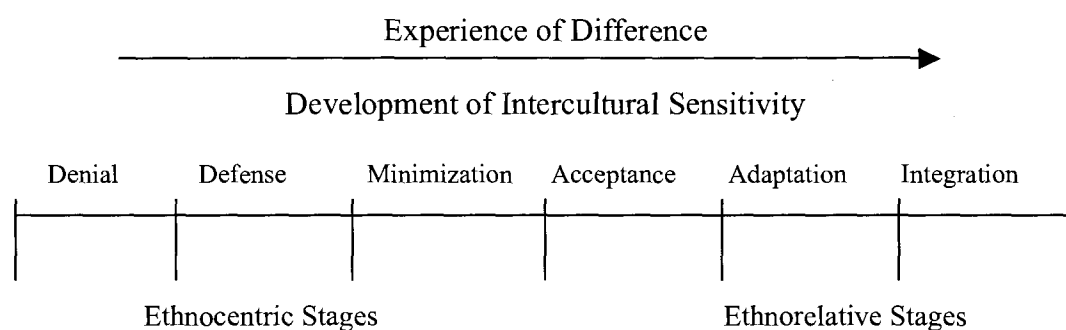 Experience of Difference
Development of Intercultural Sensitivity
Denial Defense Minimization Acceptance Adaptation Integration
Ethnocentric Stages Ethnorelative Stages